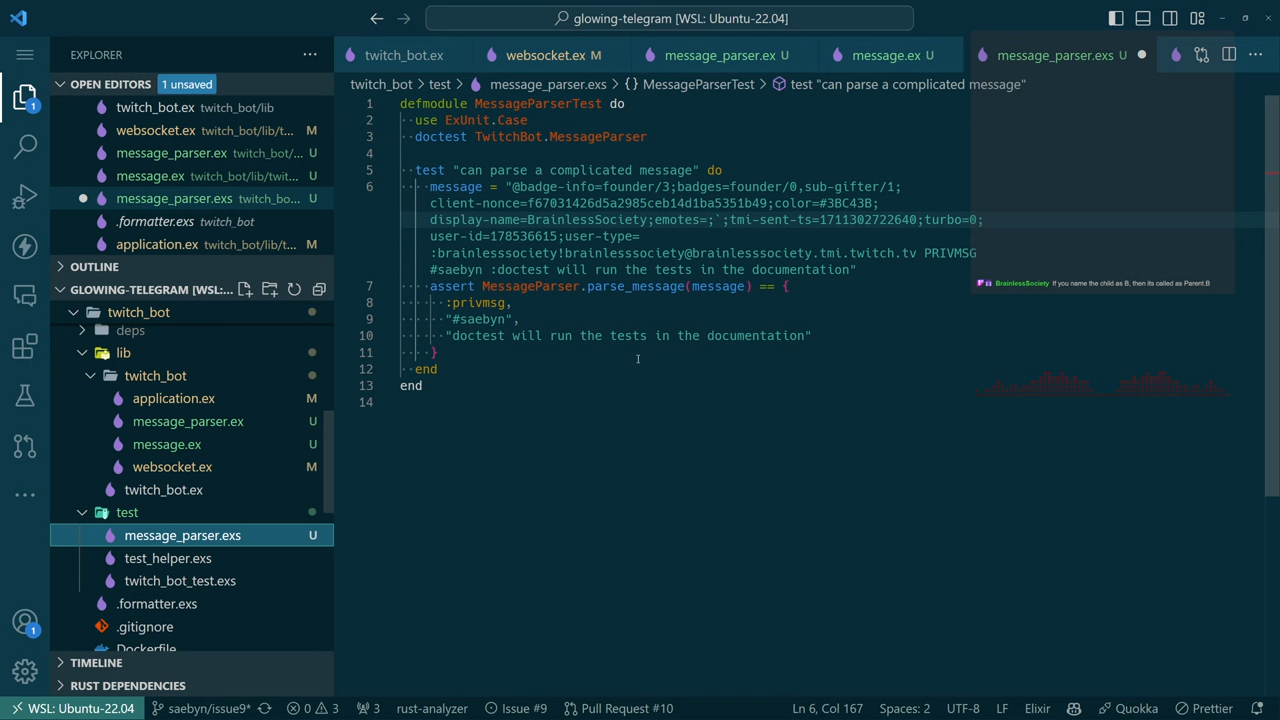 glowing-telegram [WSL: Ubuntu-22.04]
EXPLORER
twitch_bot.ex
websocket.ex M
message_parser.ex U
message.ex U
message_parser.exs U
OPEN EDITORS
1 unsaved
twitch_bot > test > message_parser.exs > {} MessageParserTest > test "can parse a complicated message"
twitch_bot.ex twitch_bot/lib
websocket.ex twitch_bot/lib/t... M
message_parser.ex twitch_bot/... U
message.ex twitch_bot/lib/twit... U
message_parser.exs twitch_bo... U
.formatter.exs twitch_bot
application.ex twitch_bot/lib/t... M
OUTLINE
GLOWING-TELEGRAM [WSL:...
twitch_bot
deps
lib
twitch_bot
application.ex M
message_parser.ex U
message.ex U
websocket.ex M
twitch_bot.ex
test
message_parser.exs U
test_helper.exs
twitch_bot_test.exs
.formatter.exs
.gitignore
Dockerfile
TIMELINE
RUST DEPENDENCIES
1 defmodule MessageParserTest do
2 use ExUnit.Case
3 doctest TwitchBot.MessageParser
4
5 test "can parse a complicated message" do
6 message = "@badge-info=founder/3;badges=founder/0,sub-gifter/1;
client-nonce=f67031426d5a2985ceb14d1ba5351b49;color=#3BC43B;
display-name=BrainlessSociety;emotes=;`;tmi-sent-ts=1711302722640;turbo=0;
user-id=178536615;user-type=
:brainlesssociety!brainlesssociety@brainlesssociety.tmi.twitch.tv PRIVMSG
#saebyn :doctest will run the tests in the documentation"
7 assert MessageParser.parse_message(message) == {
8 :privmsg,
9 "#saebyn",
10 "doctest will run the tests in the documentation"
11 }
12 end
13 end
14
BrainlessSociety If you name the child as B, then its called as Parent.B
1
1
WSL: Ubuntu-22.04
saebyn/issue9*
0 3
3
rust-analyzer
Issue #9
Pull Request #10
Ln 6, Col 167
Spaces: 2
UTF-8
LF
Elixir
Quokka
Prettier